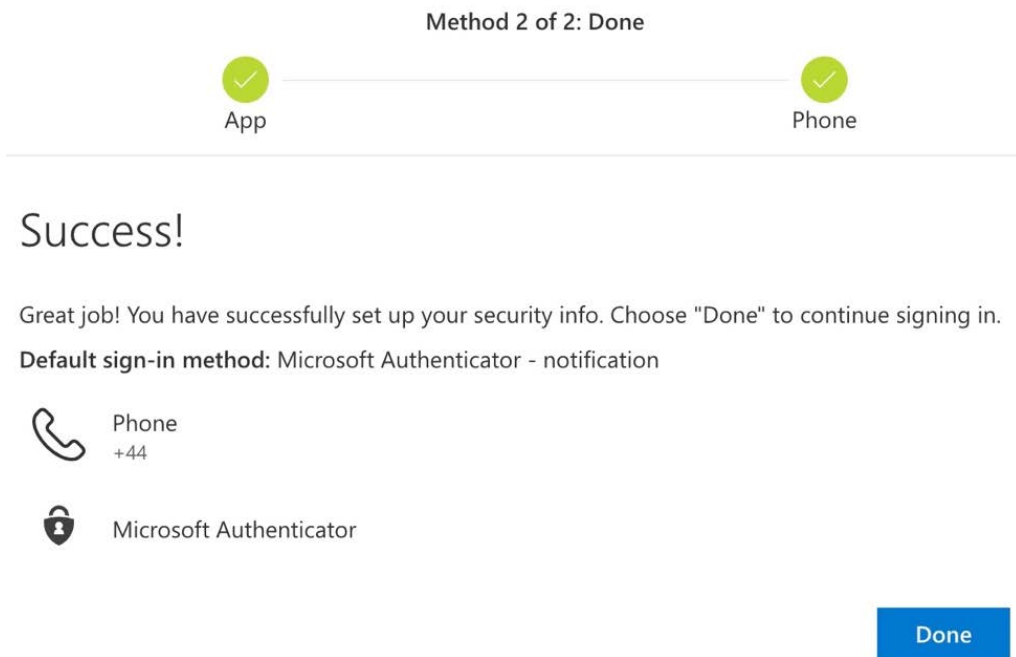 Method 2 of 2: Done
App
Phone
Success!
Great job! You have successfully set up your security info. Choose "Done" to continue signing in.
Default sign-in method: Microsoft Authenticator - notification
Phone
+44
Microsoft Authenticator
Done